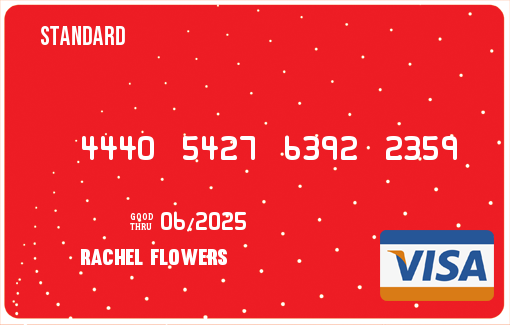 STANDARD
4440 5427 6392 2359
GOOD THRU 06/2025
RACHEL FLOWERS
VISA